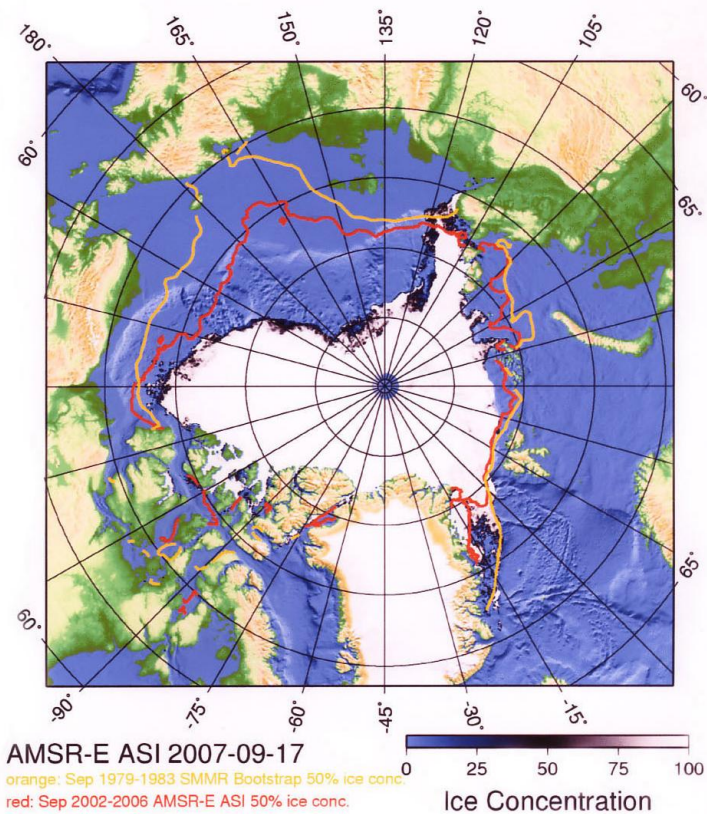 180° 165° 150° 135° 120° 105°
60° 60°
65°
60° 65°
-90° -75° -60° -45° -30° -15°
AMSR-E ASI 2007-09-17
orange: Sep 1979-1983 SMMR Bootstrap 50% ice conc.
red: Sep 2002-2006 AMSR-E ASI 50% ice conc.
0 25 50 75 100
Ice Concentration